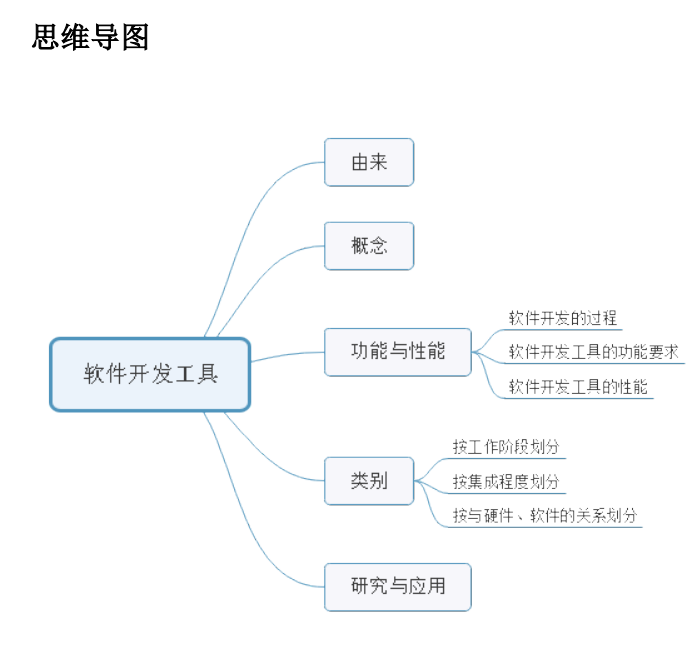 思维导图
软件开发工具
由来
概念
功能与性能
软件开发的过程
软件开发工具的功能要求
软件开发工具的性能
类别
按工作阶段划分
按集成程度划分
按与硬件、软件的关系划分
研究与应用